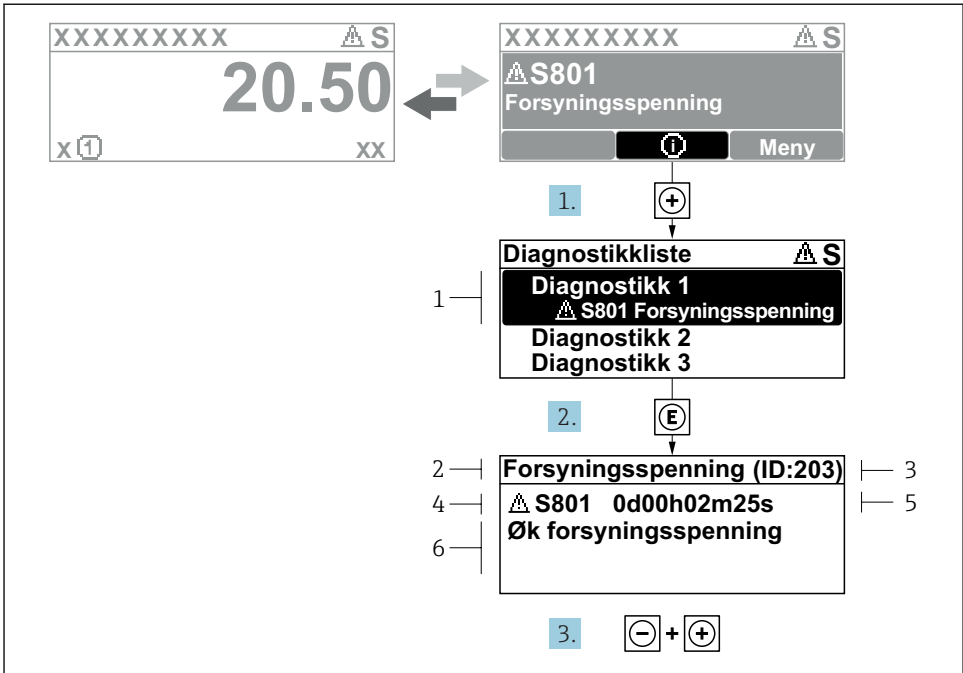 XXXXXXXXX ⚠ S
20.50
X ① XX
XXXXXXXXX ⚠ S
⚠ S801
Forsyningsspenning
ⓘ Meny
1. ⊕
Diagnostikkliste ⚠ S
1 Diagnostikk 1
⚠ S801 Forsyningsspenning
Diagnostikk 2
Diagnostikk 3
2. E
2 Forsyningsspenning (ID:203) 3
4 ⚠ S801 0d00h02m25s 5
6 Øk forsyningsspenning
3. ⊖ + ⊕